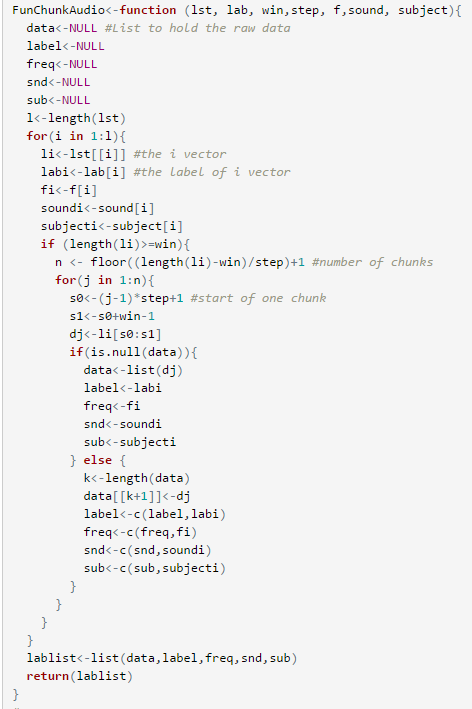 FunChunkAudio<-function (lst, lab, win,step, f,sound, subject){
  data<-NULL #List to hold the raw data
  label<-NULL
  freq<-NULL
  snd<-NULL
  sub<-NULL
  l<-length(lst)
  for(i in 1:l){
    li<-lst[[i]] #the i vector
    labi<-lab[i] #the label of i vector
    fi<-f[i]
    soundi<-sound[i]
    subjecti<-subject[i]
    if (length(li)>=win){
      n <- floor((length(li)-win)/step)+1 #number of chunks
      for(j in 1:n){
        s0<-(j-1)*step+1 #start of one chunk
        s1<-s0+win-1
        dj<-li[s0:s1]
        if(is.null(data)){
          data<-list(dj)
          label<-labi
          freq<-fi
          snd<-soundi
          sub<-subjecti
        } else {
          k<-length(data)
          data[[k+1]]<-dj
          label<-c(label,labi)
          freq<-c(freq,fi)
          snd<-c(snd,soundi)
          sub<-c(sub,subjecti)
        }
      }
    }
  }
  lablist<-list(data,label,freq,snd,sub)
  return(lablist)
}